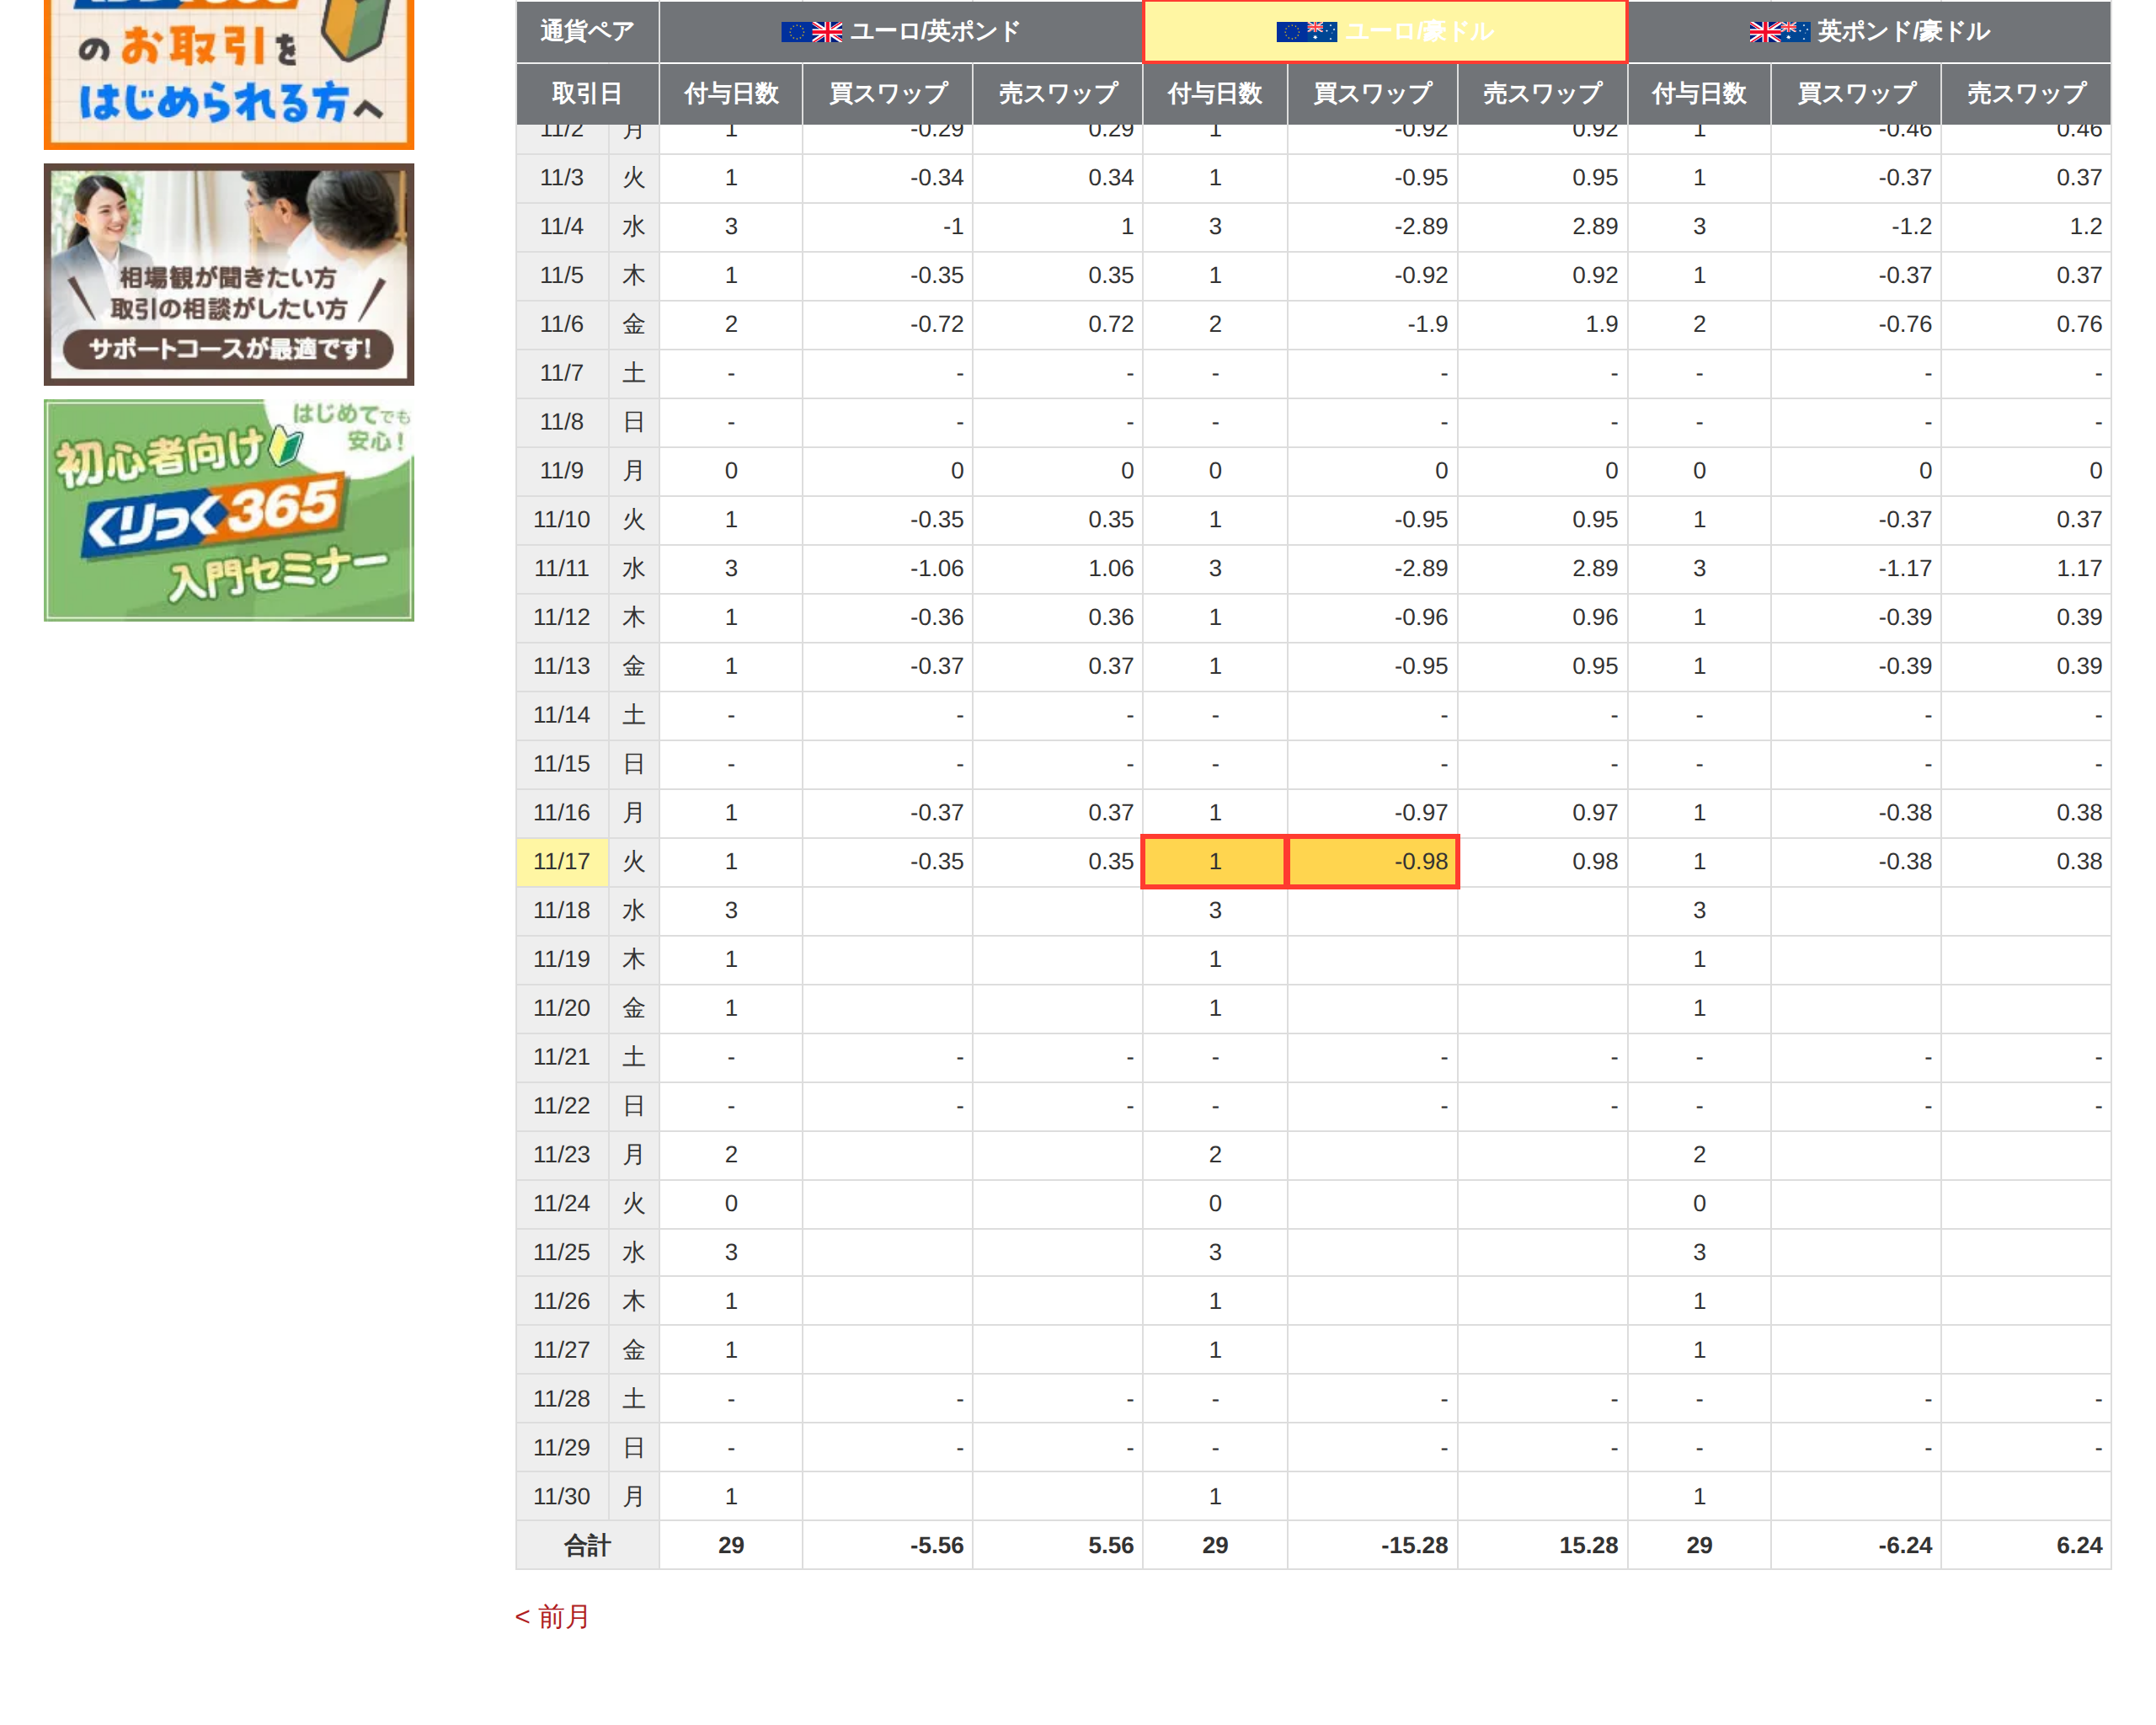 のお取引を
はじめられる方へ
相場観が聞きたい方
取引の相談がしたい方
サポートコースが最適です!
はじめてでも
安心!
初心者向け
くりっく365
入門セミナー
通貨ペア ユーロ/英ポンド ユーロ/豪ドル 英ポンド/豪ドル
取引日 付与日数 買スワップ 売スワップ 付与日数 買スワップ 売スワップ 付与日数 買スワップ 売スワップ
11/2 月 1 -0.29 0.29 1 -0.92 0.92 1 -0.46 0.46
11/3 火 1 -0.34 0.34 1 -0.95 0.95 1 -0.37 0.37
11/4 水 3 -1 1 3 -2.89 2.89 3 -1.2 1.2
11/5 木 1 -0.35 0.35 1 -0.92 0.92 1 -0.37 0.37
11/6 金 2 -0.72 0.72 2 -1.9 1.9 2 -0.76 0.76
11/7 土 - - - - - - - - -
11/8 日 - - - - - - - - -
11/9 月 0 0 0 0 0 0 0 0 0
11/10 火 1 -0.35 0.35 1 -0.95 0.95 1 -0.37 0.37
11/11 水 3 -1.06 1.06 3 -2.89 2.89 3 -1.17 1.17
11/12 木 1 -0.36 0.36 1 -0.96 0.96 1 -0.39 0.39
11/13 金 1 -0.37 0.37 1 -0.95 0.95 1 -0.39 0.39
11/14 土 - - - - - - - - -
11/15 日 - - - - - - - - -
11/16 月 1 -0.37 0.37 1 -0.97 0.97 1 -0.38 0.38
11/17 火 1 -0.35 0.35 1 -0.98 0.98 1 -0.38 0.38
11/18 水 3 3 3
11/19 木 1 1 1
11/20 金 1 1 1
11/21 土 - - - - - - - - -
11/22 日 - - - - - - - - -
11/23 月 2 2 2
11/24 火 0 0 0
11/25 水 3 3 3
11/26 木 1 1 1
11/27 金 1 1 1
11/28 土 - - - - - - - - -
11/29 日 - - - - - - - - -
11/30 月 1 1 1
合計 29 -5.56 5.56 29 -15.28 15.28 29 -6.24 6.24
< 前月